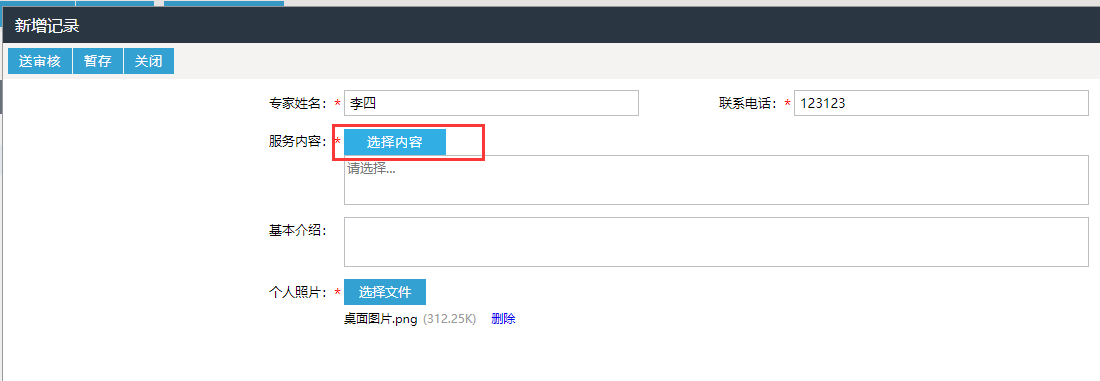 新增记录
送审核 暂存 关闭
专家姓名：* 李四 联系电话：* 123123
服务内容：* 选择内容
请选择...
基本介绍：
个人照片：* 选择文件
桌面图片.png (312.25K) 删除